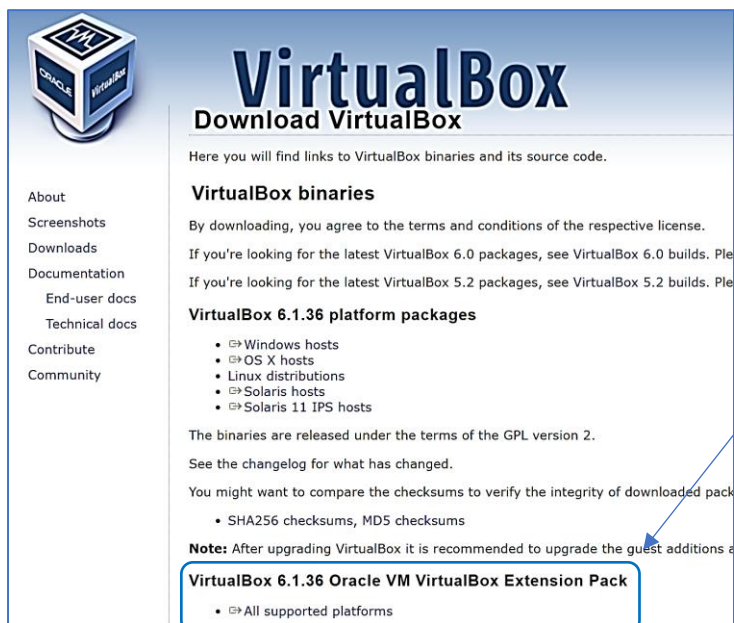 ORACLE
VirtualBox
VirtualBox
Download VirtualBox
Here you will find links to VirtualBox binaries and its source code.
About
Screenshots
Downloads
Documentation
End-user docs
Technical docs
Contribute
Community
VirtualBox binaries
By downloading, you agree to the terms and conditions of the respective license.
If you're looking for the latest VirtualBox 6.0 packages, see VirtualBox 6.0 builds. Ple
If you're looking for the latest VirtualBox 5.2 packages, see VirtualBox 5.2 builds. Ple
VirtualBox 6.1.36 platform packages
• Windows hosts
• OS X hosts
• Linux distributions
• Solaris hosts
• Solaris 11 IPS hosts
The binaries are released under the terms of the GPL version 2.
See the changelog for what has changed.
You might want to compare the checksums to verify the integrity of downloaded pack
• SHA256 checksums, MD5 checksums
Note: After upgrading VirtualBox it is recommended to upgrade the guest additions a
VirtualBox 6.1.36 Oracle VM VirtualBox Extension Pack
• All supported platforms